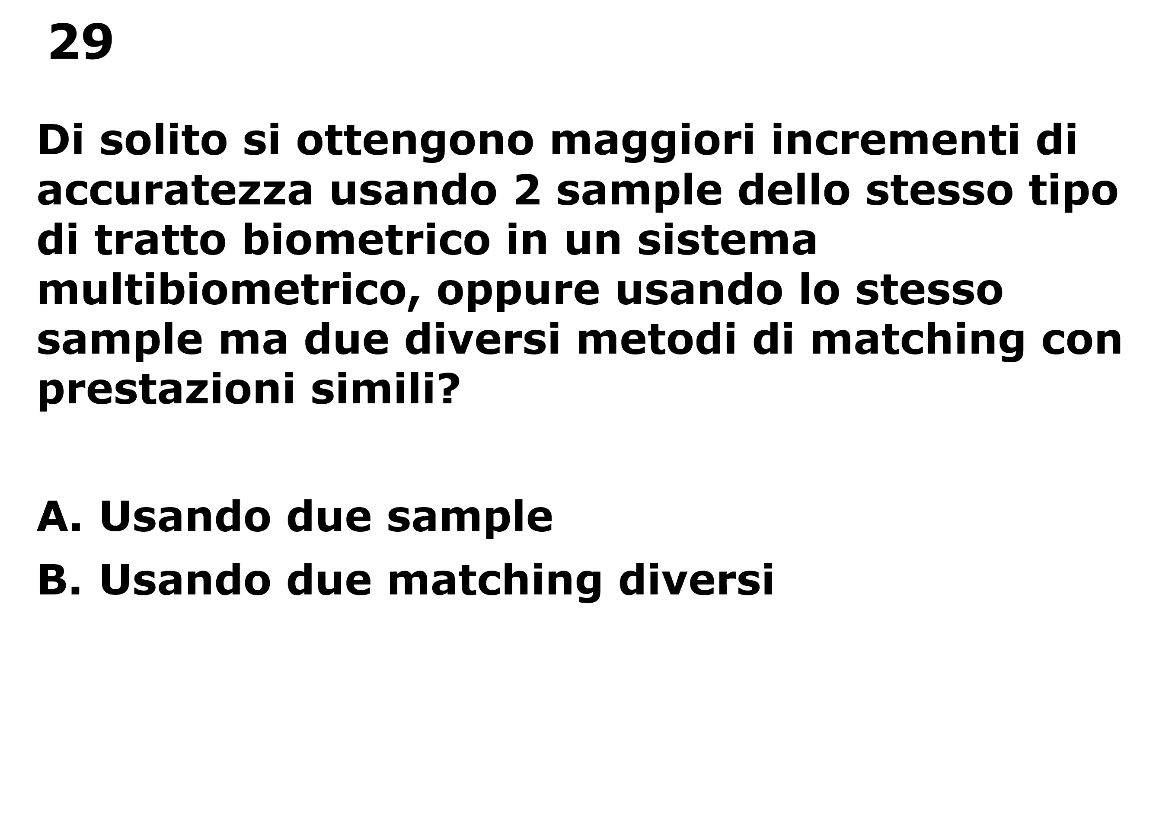 29
Di solito si ottengono maggiori incrementi di
accuratezza usando 2 sample dello stesso tipo
di tratto biometrico in un sistema
multibiometrico, oppure usando lo stesso
sample ma due diversi metodi di matching con
prestazioni simili?
A. Usando due sample
B. Usando due matching diversi